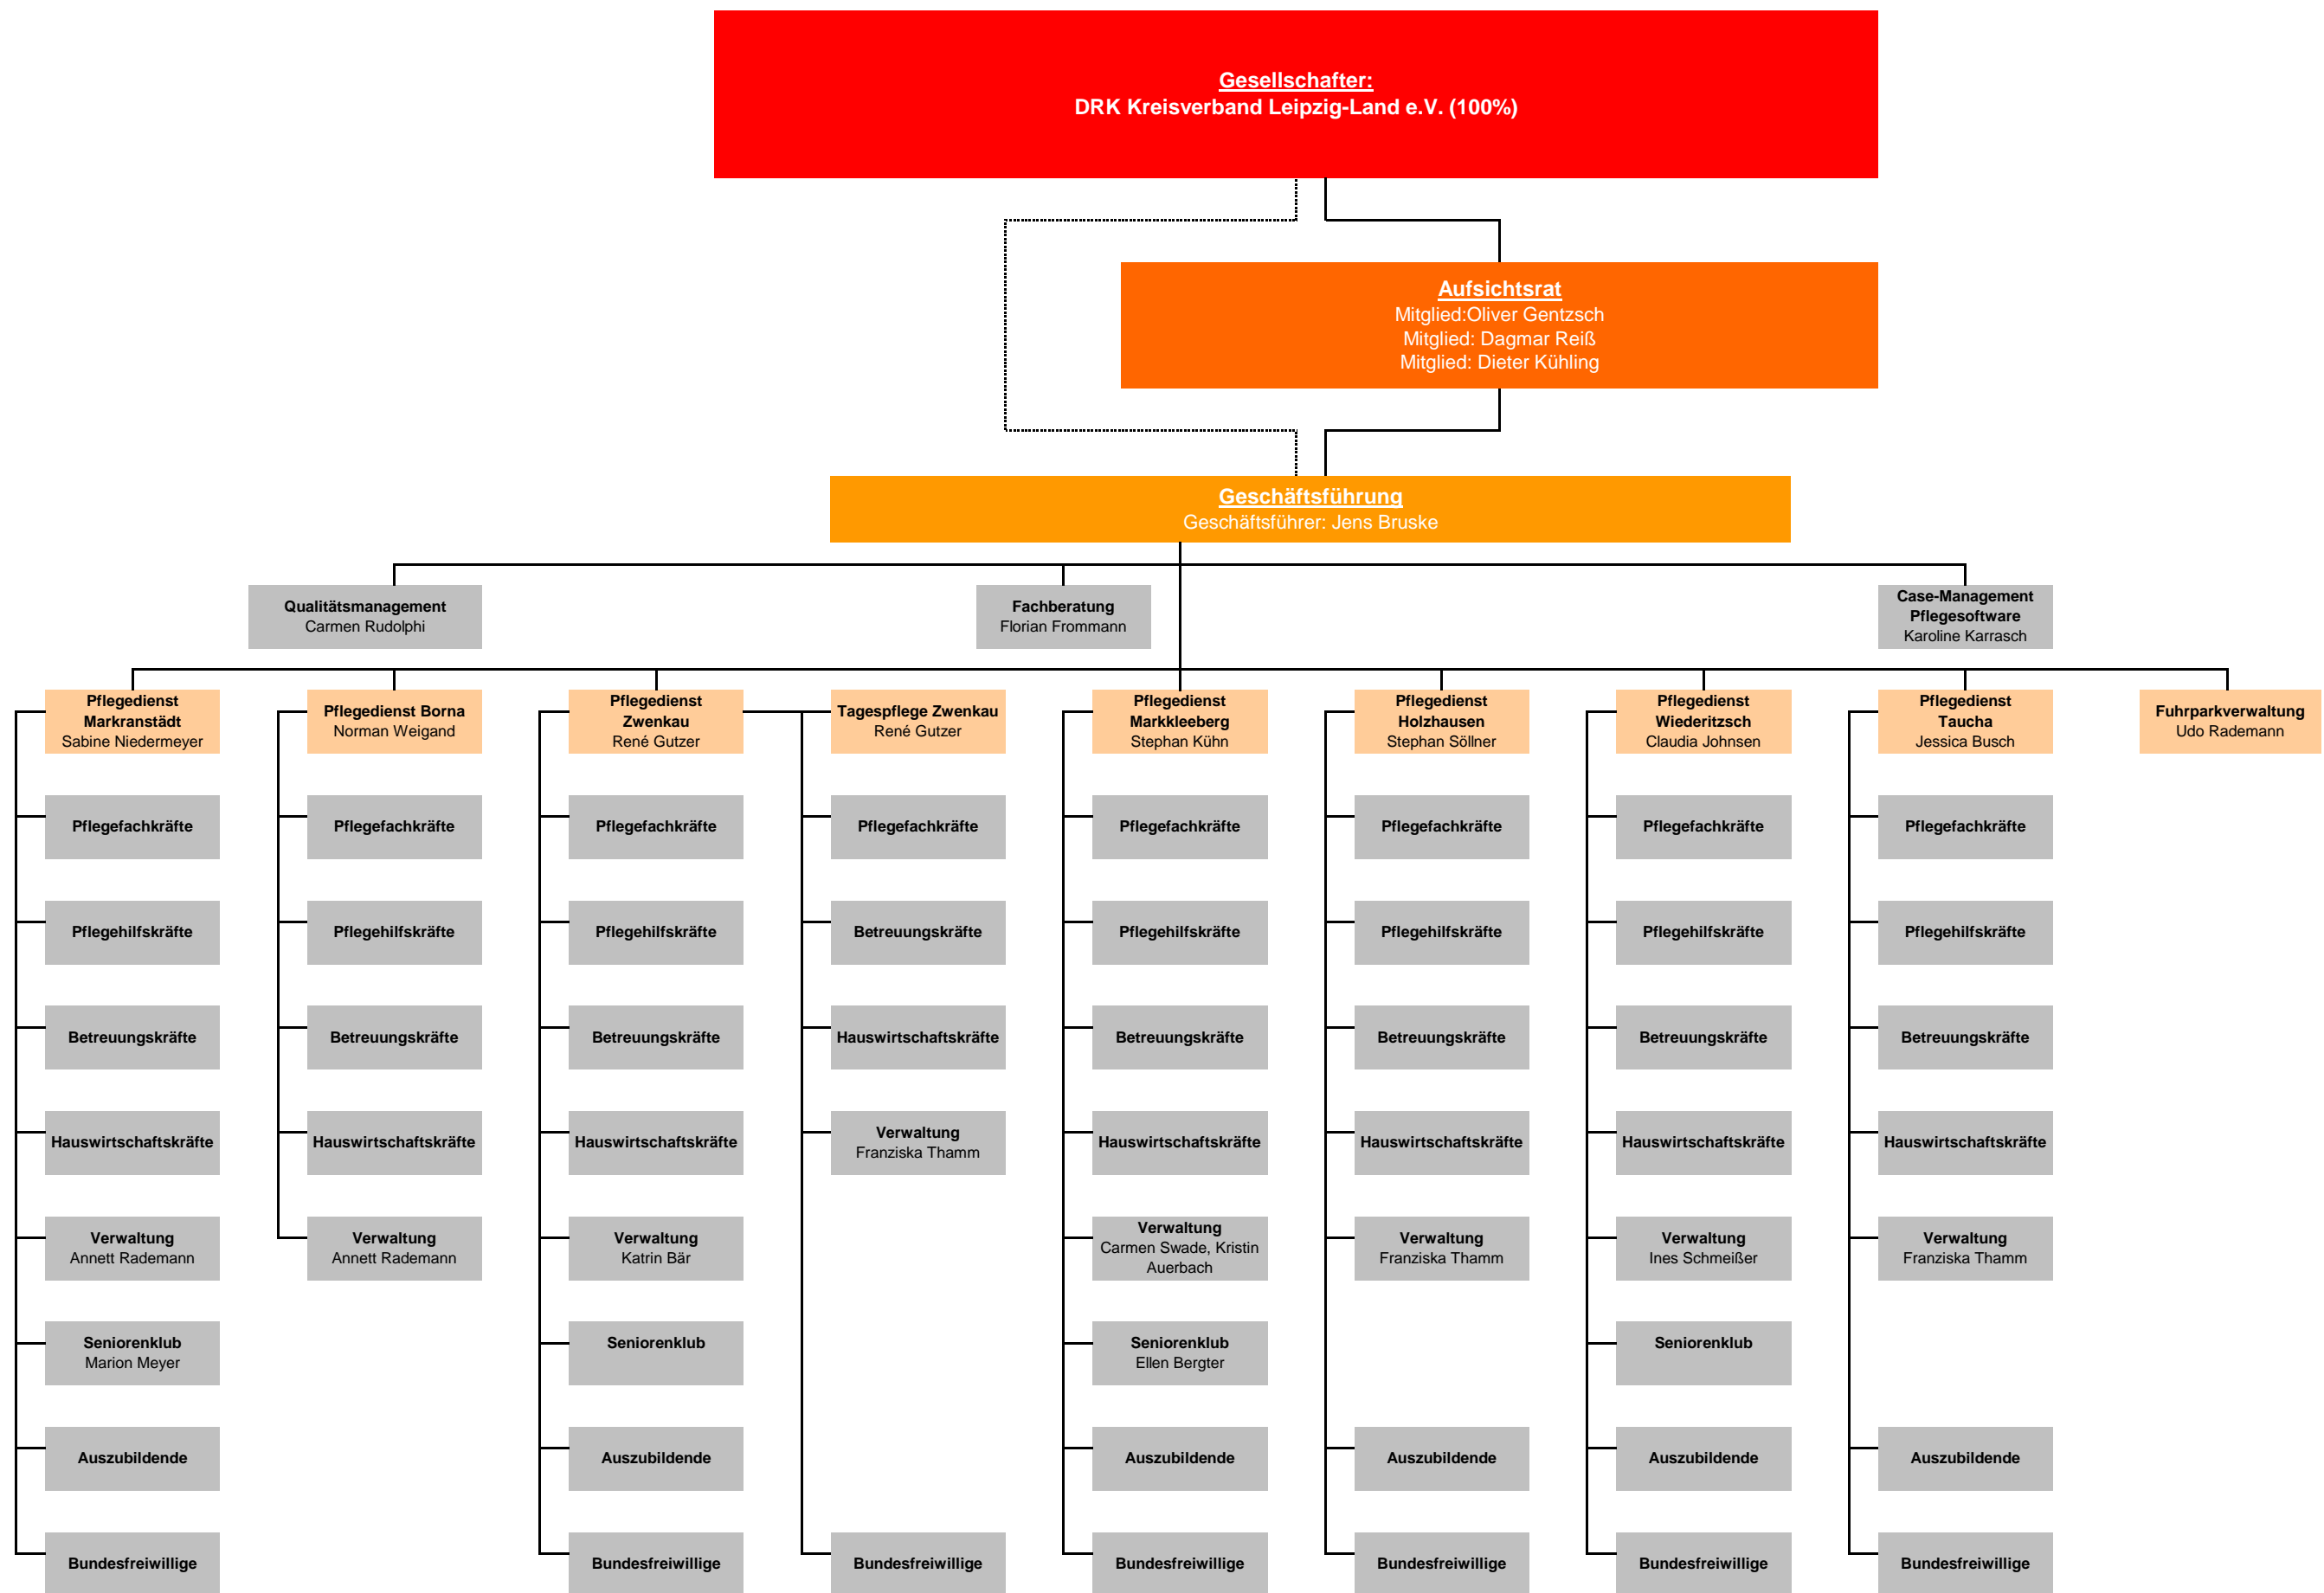 Gesellschafter:
DRK Kreisverband Leipzig-Land e.V. (100%)
Aufsichtsrat
Mitglied:Oliver Gentzsch
Mitglied: Dagmar Reiß
Mitglied: Dieter Kühling
Geschäftsführung
Geschäftsführer: Jens Bruske
Qualitätsmanagement
Carmen Rudolphi
Fachberatung
Florian Frommann
Case-Management
Pflegesoftware
Karoline Karrasch
Pflegedienst
Markranstädt
Sabine Niedermeyer
Pflegedienst Borna
Norman Weigand
Pflegedienst
Zwenkau
René Gutzer
Tagespflege Zwenkau
René Gutzer
Pflegedienst
Markkleeberg
Stephan Kühn
Pflegedienst
Holzhausen
Stephan Söllner
Pflegedienst
Wiederitzsch
Claudia Johnsen
Pflegedienst
Taucha
Jessica Busch
Fuhrparkverwaltung
Udo Rademann
Pflegefachkräfte
Pflegefachkräfte
Pflegefachkräfte
Pflegefachkräfte
Pflegefachkräfte
Pflegefachkräfte
Pflegefachkräfte
Pflegefachkräfte
Pflegehilfskräfte
Pflegehilfskräfte
Pflegehilfskräfte
Betreuungskräfte
Pflegehilfskräfte
Pflegehilfskräfte
Pflegehilfskräfte
Pflegehilfskräfte
Betreuungskräfte
Betreuungskräfte
Betreuungskräfte
Hauswirtschaftskräfte
Betreuungskräfte
Betreuungskräfte
Betreuungskräfte
Betreuungskräfte
Hauswirtschaftskräfte
Hauswirtschaftskräfte
Hauswirtschaftskräfte
Verwaltung
Franziska Thamm
Hauswirtschaftskräfte
Hauswirtschaftskräfte
Hauswirtschaftskräfte
Hauswirtschaftskräfte
Verwaltung
Annett Rademann
Verwaltung
Annett Rademann
Verwaltung
Katrin Bär
Verwaltung
Carmen Swade, Kristin
Auerbach
Verwaltung
Franziska Thamm
Verwaltung
Ines Schmeißer
Verwaltung
Franziska Thamm
Seniorenklub
Marion Meyer
Seniorenklub
Seniorenklub
Ellen Bergter
Seniorenklub
Auszubildende
Auszubildende
Auszubildende
Auszubildende
Auszubildende
Auszubildende
Bundesfreiwillige
Bundesfreiwillige
Bundesfreiwillige
Bundesfreiwillige
Bundesfreiwillige
Bundesfreiwillige
Bundesfreiwillige